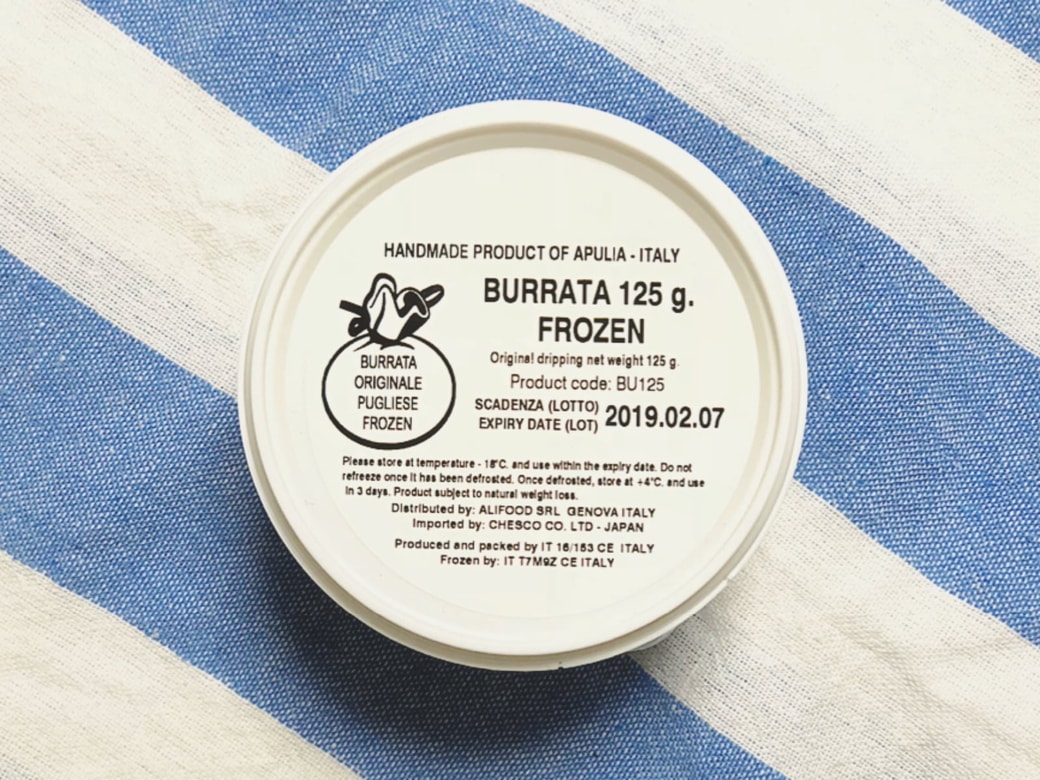 HANDMADE PRODUCT OF APULIA - ITALY
BURRATA 125 g.
FROZEN
Original dripping net weight 125 g.
Product code: BU125
SCADENZA (LOTTO)
EXPIRY DATE (LOT) 2019.02.07
BURRATA
ORIGINALE
PUGLIESE
FROZEN
Please store at temperature - 18°C. and use within the expiry date. Do not
refreeze once it has been defrosted. Once defrosted, store at +4°C. and use
in 3 days. Product subject to natural weight loss.
Distributed by: ALIFOOD SRL GENOVA ITALY
Imported by: CHESCO CO. LTD - JAPAN
Produced and packed by IT 16/153 CE ITALY
Frozen by: IT T7M9Z CE ITALY